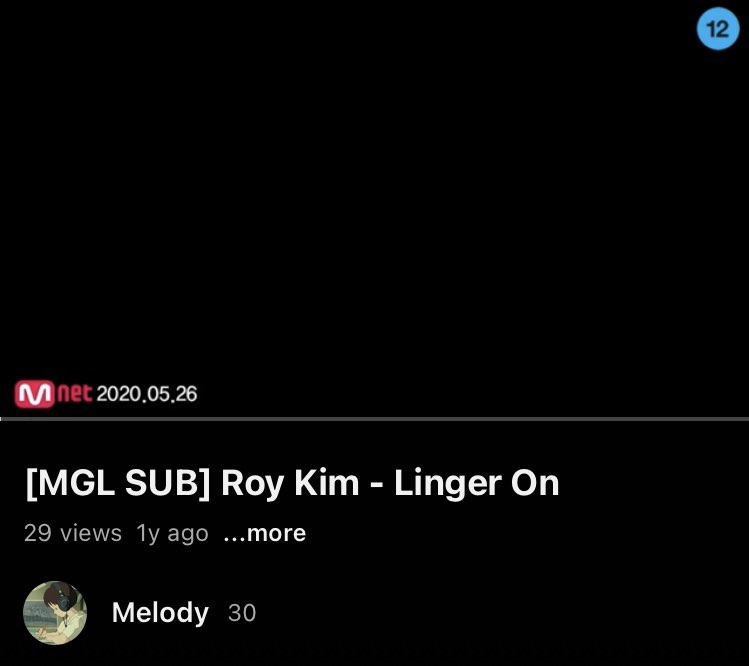 12
Mnet 2020.05.26
[MGL SUB] Roy Kim - Linger On
29 views 1y ago ...more
Melody 30